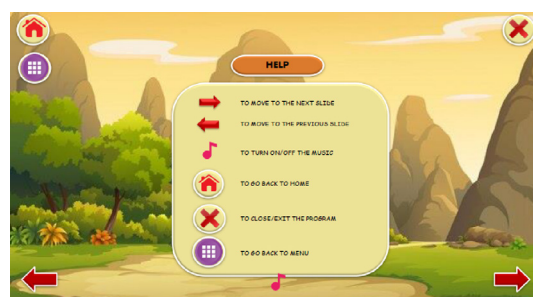 HELP
TO MOVE TO THE NEXT SLIDE
TO MOVE TO THE PREVIOUS SLIDE
TO TURN ON/OFF THE MUSIC
TO GO BACK TO HOME
TO CLOSE/EXIT THE PROGRAM
TO GO BACK TO MENU